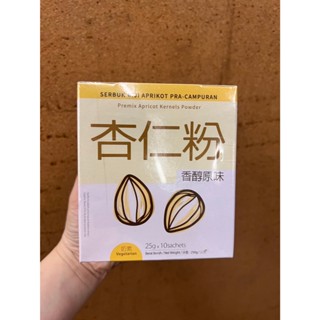 SERBUK BIJI APRIKOT PRA-CAMPURAN
Premix Apricot Kernels Powder
杏仁粉
香醇原味
Vegetarian
25g x 10sachets